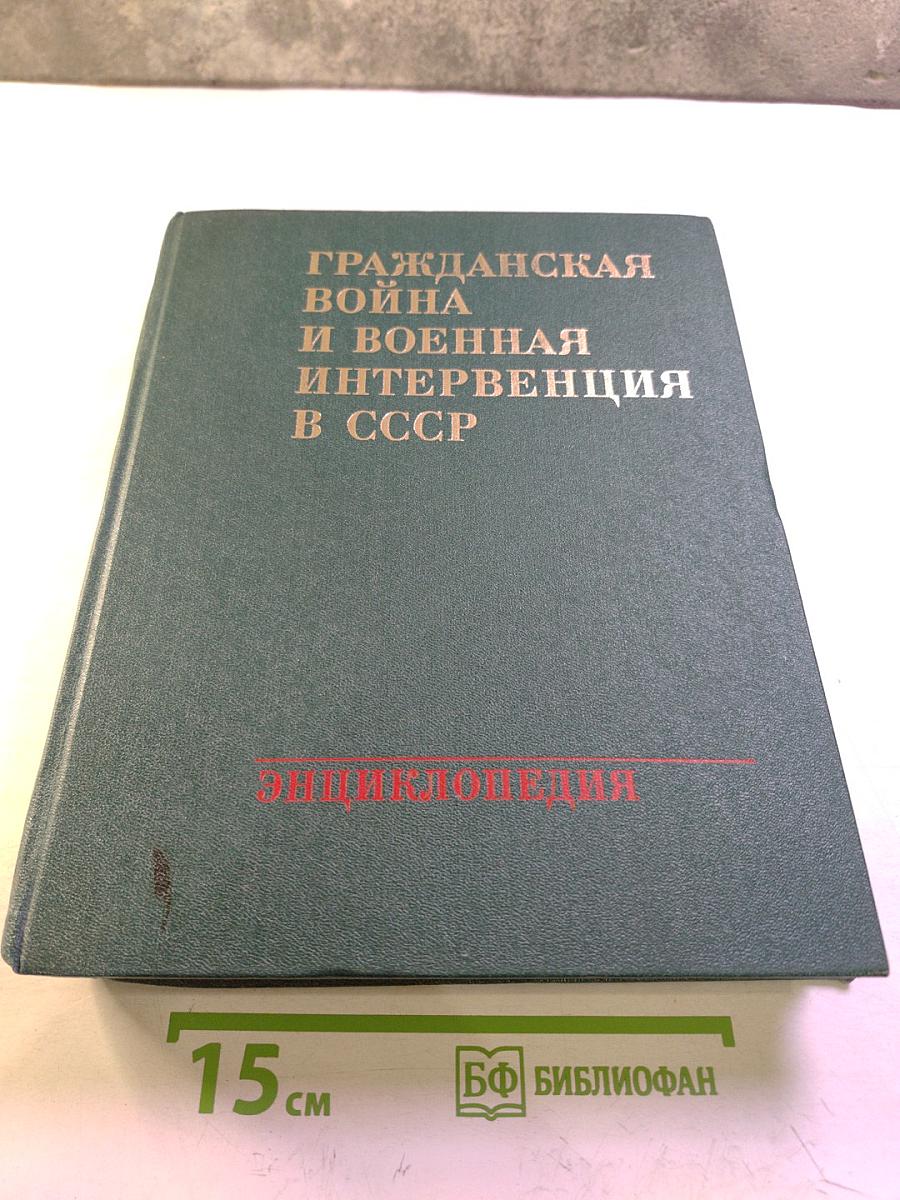 ГРАЖДАНСКАЯ
ВОЙНА
И ВОЕННАЯ
ИНТЕРВЕНЦИЯ
В СССР
ЭНЦИКЛОПЕДИЯ
15 см
БФ БИБЛИОФАН